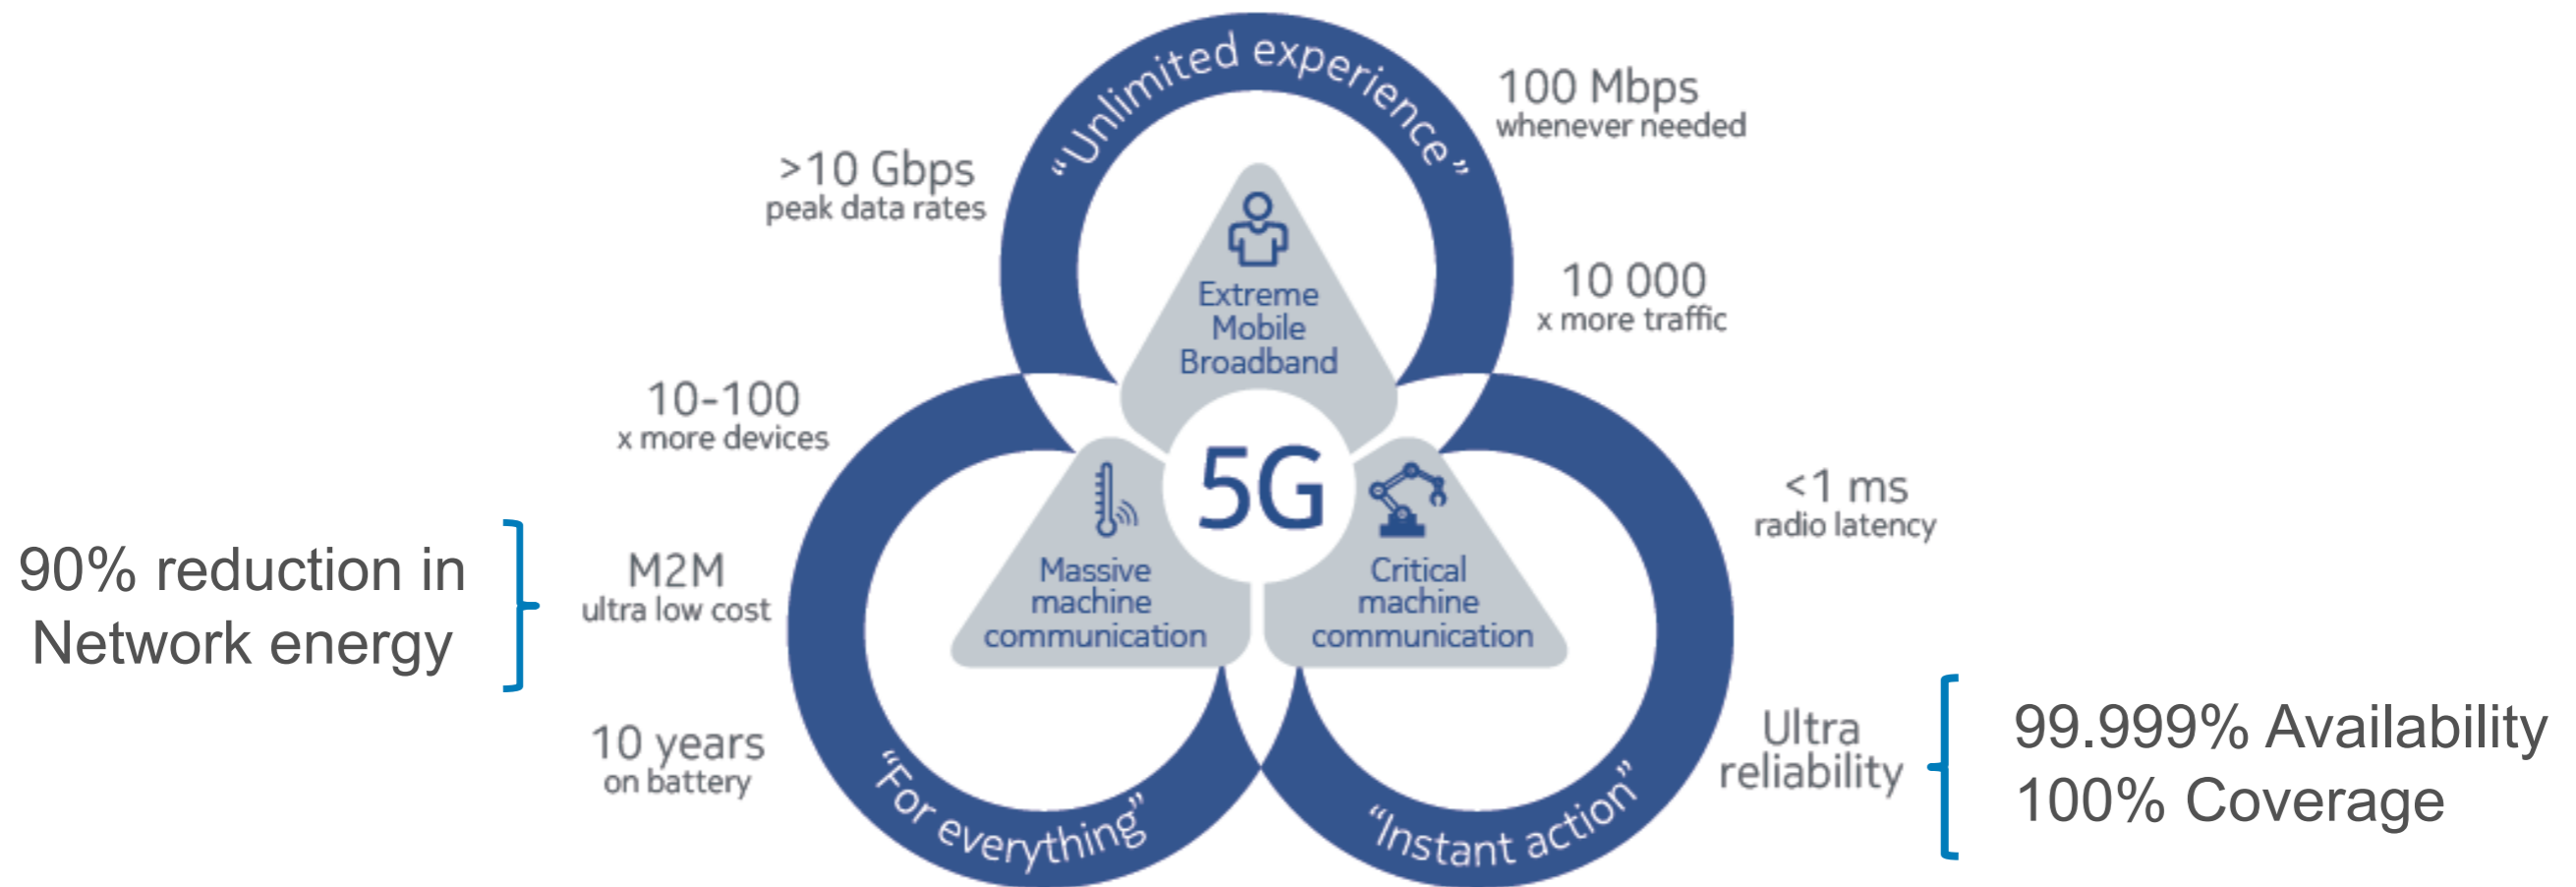 “Unlimited experience”
100 Mbps
whenever needed
>10 Gbps
peak data rates
10 000
x more traffic
Extreme
Mobile
Broadband
10-100
x more devices
5G
<1 ms
radio latency
90% reduction in
Network energy
M2M
ultra low cost
Massive
machine
communication
Critical
machine
communication
10 years
on battery
Ultra
reliability
99.999% Availability
100% Coverage
“For everything”
“Instant action”